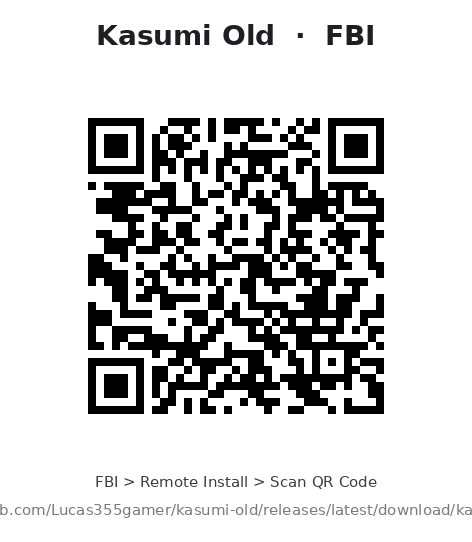 Kasumi Old · FBI
FBI > Remote Install > Scan QR Code
b.com/Lucas355gamer/kasumi-old/releases/latest/download/ka